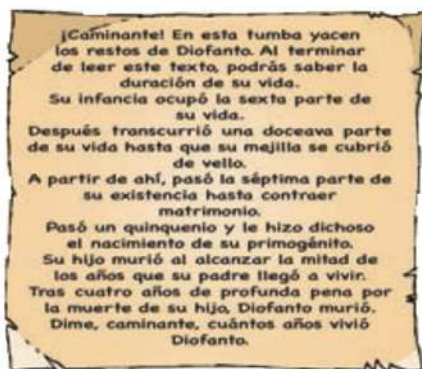 ¡Caminante! En esta tumba yacen
los restos de Diofanto. Al terminar
de leer este texto, podrás saber la
duración de su vida.
Su infancia ocupó la sexta parte de
su vida.
Después transcurrió una doceava parte
de su vida hasta que su mejilla se cubrió
de vello.
A partir de ahí, pasó la séptima parte de
su existencia hasta contraer
matrimonio.
Pasó un quinquenio y le hizo dichoso
el nacimiento de su primogénito.
Su hijo murió al alcanzar la mitad de
los años que su padre llegó a vivir.
Tras cuatro años de profunda pena por
la muerte de su hijo, Diofanto murió.
Dime, caminante, cuántos años vivió
Diofanto.